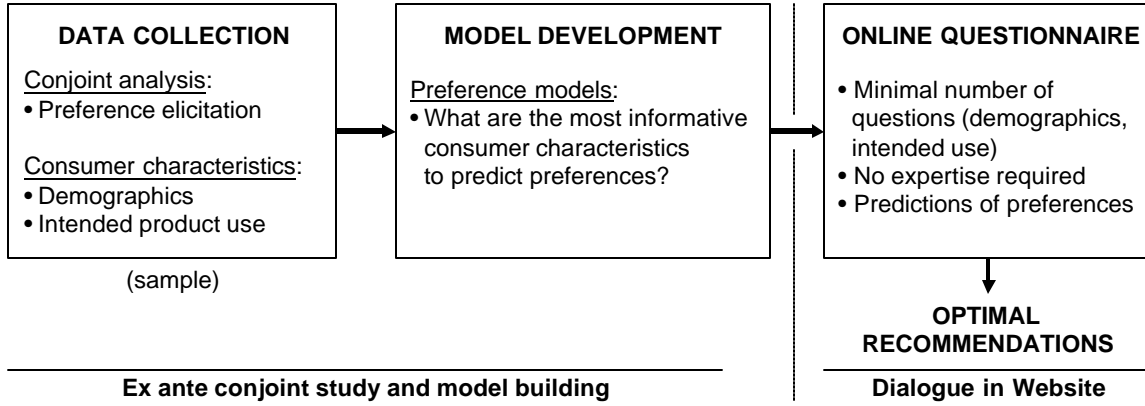 DATA COLLECTION
Conjoint analysis:
• Preference elicitation
Consumer characteristics:
• Demographics
• Intended product use
(sample)
MODEL DEVELOPMENT
Preference models:
• What are the most informative
consumer characteristics
to predict preferences?
ONLINE QUESTIONNAIRE
• Minimal number of
questions (demographics,
intended use)
• No expertise required
• Predictions of preferences
OPTIMAL
RECOMMENDATIONS
Ex ante conjoint study and model building
Dialogue in Website